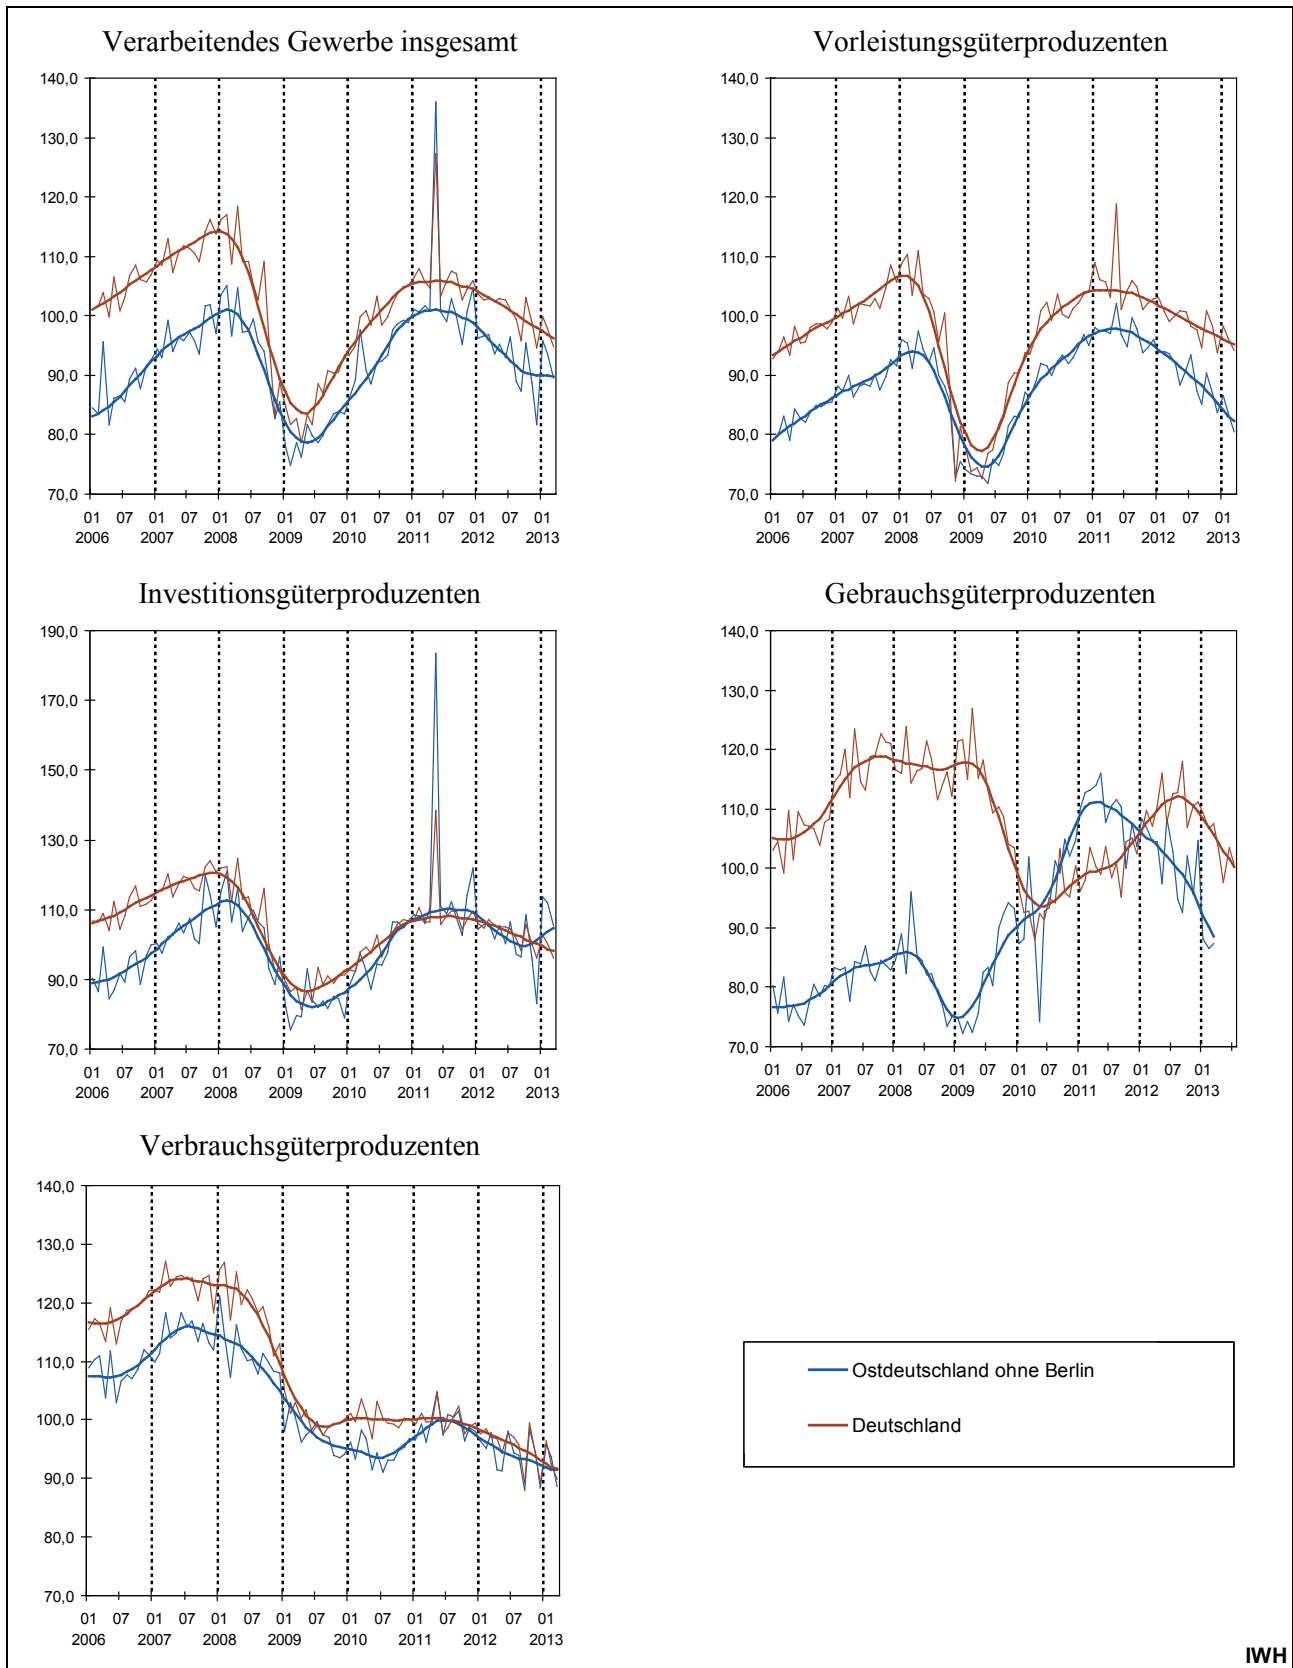 Verarbeitendes Gewerbe insgesamt
140,0
130,0
120,0
110,0
100,0
90,0
80,0
70,0
01 07 01 07 01 07 01 07 01 07 01 07 01 07 01
2006 2007 2008 2009 2010 2011 2012 2013
Vorleistungsgüterproduzenten
140,0
130,0
120,0
110,0
100,0
90,0
80,0
70,0
01 07 01 07 01 07 01 07 01 07 01 07 01 07 01
2006 2007 2008 2009 2010 2011 2012 2013
Investitionsgüterproduzenten
190,0
170,0
150,0
130,0
110,0
90,0
70,0
01 07 01 07 01 07 01 07 01 07 01 07 01 07 01
2006 2007 2008 2009 2010 2011 2012 2013
Gebrauchsgüterproduzenten
140,0
130,0
120,0
110,0
100,0
90,0
80,0
70,0
01 07 01 07 01 07 01 07 01 07 01 07 01 07 01
2006 2007 2008 2009 2010 2011 2012 2013
Verbrauchsgüterproduzenten
140,0
130,0
120,0
110,0
100,0
90,0
80,0
70,0
01 07 01 07 01 07 01 07 01 07 01 07 01 07 01
2006 2007 2008 2009 2010 2011 2012 2013
Ostdeutschland ohne Berlin
Deutschland
IWH